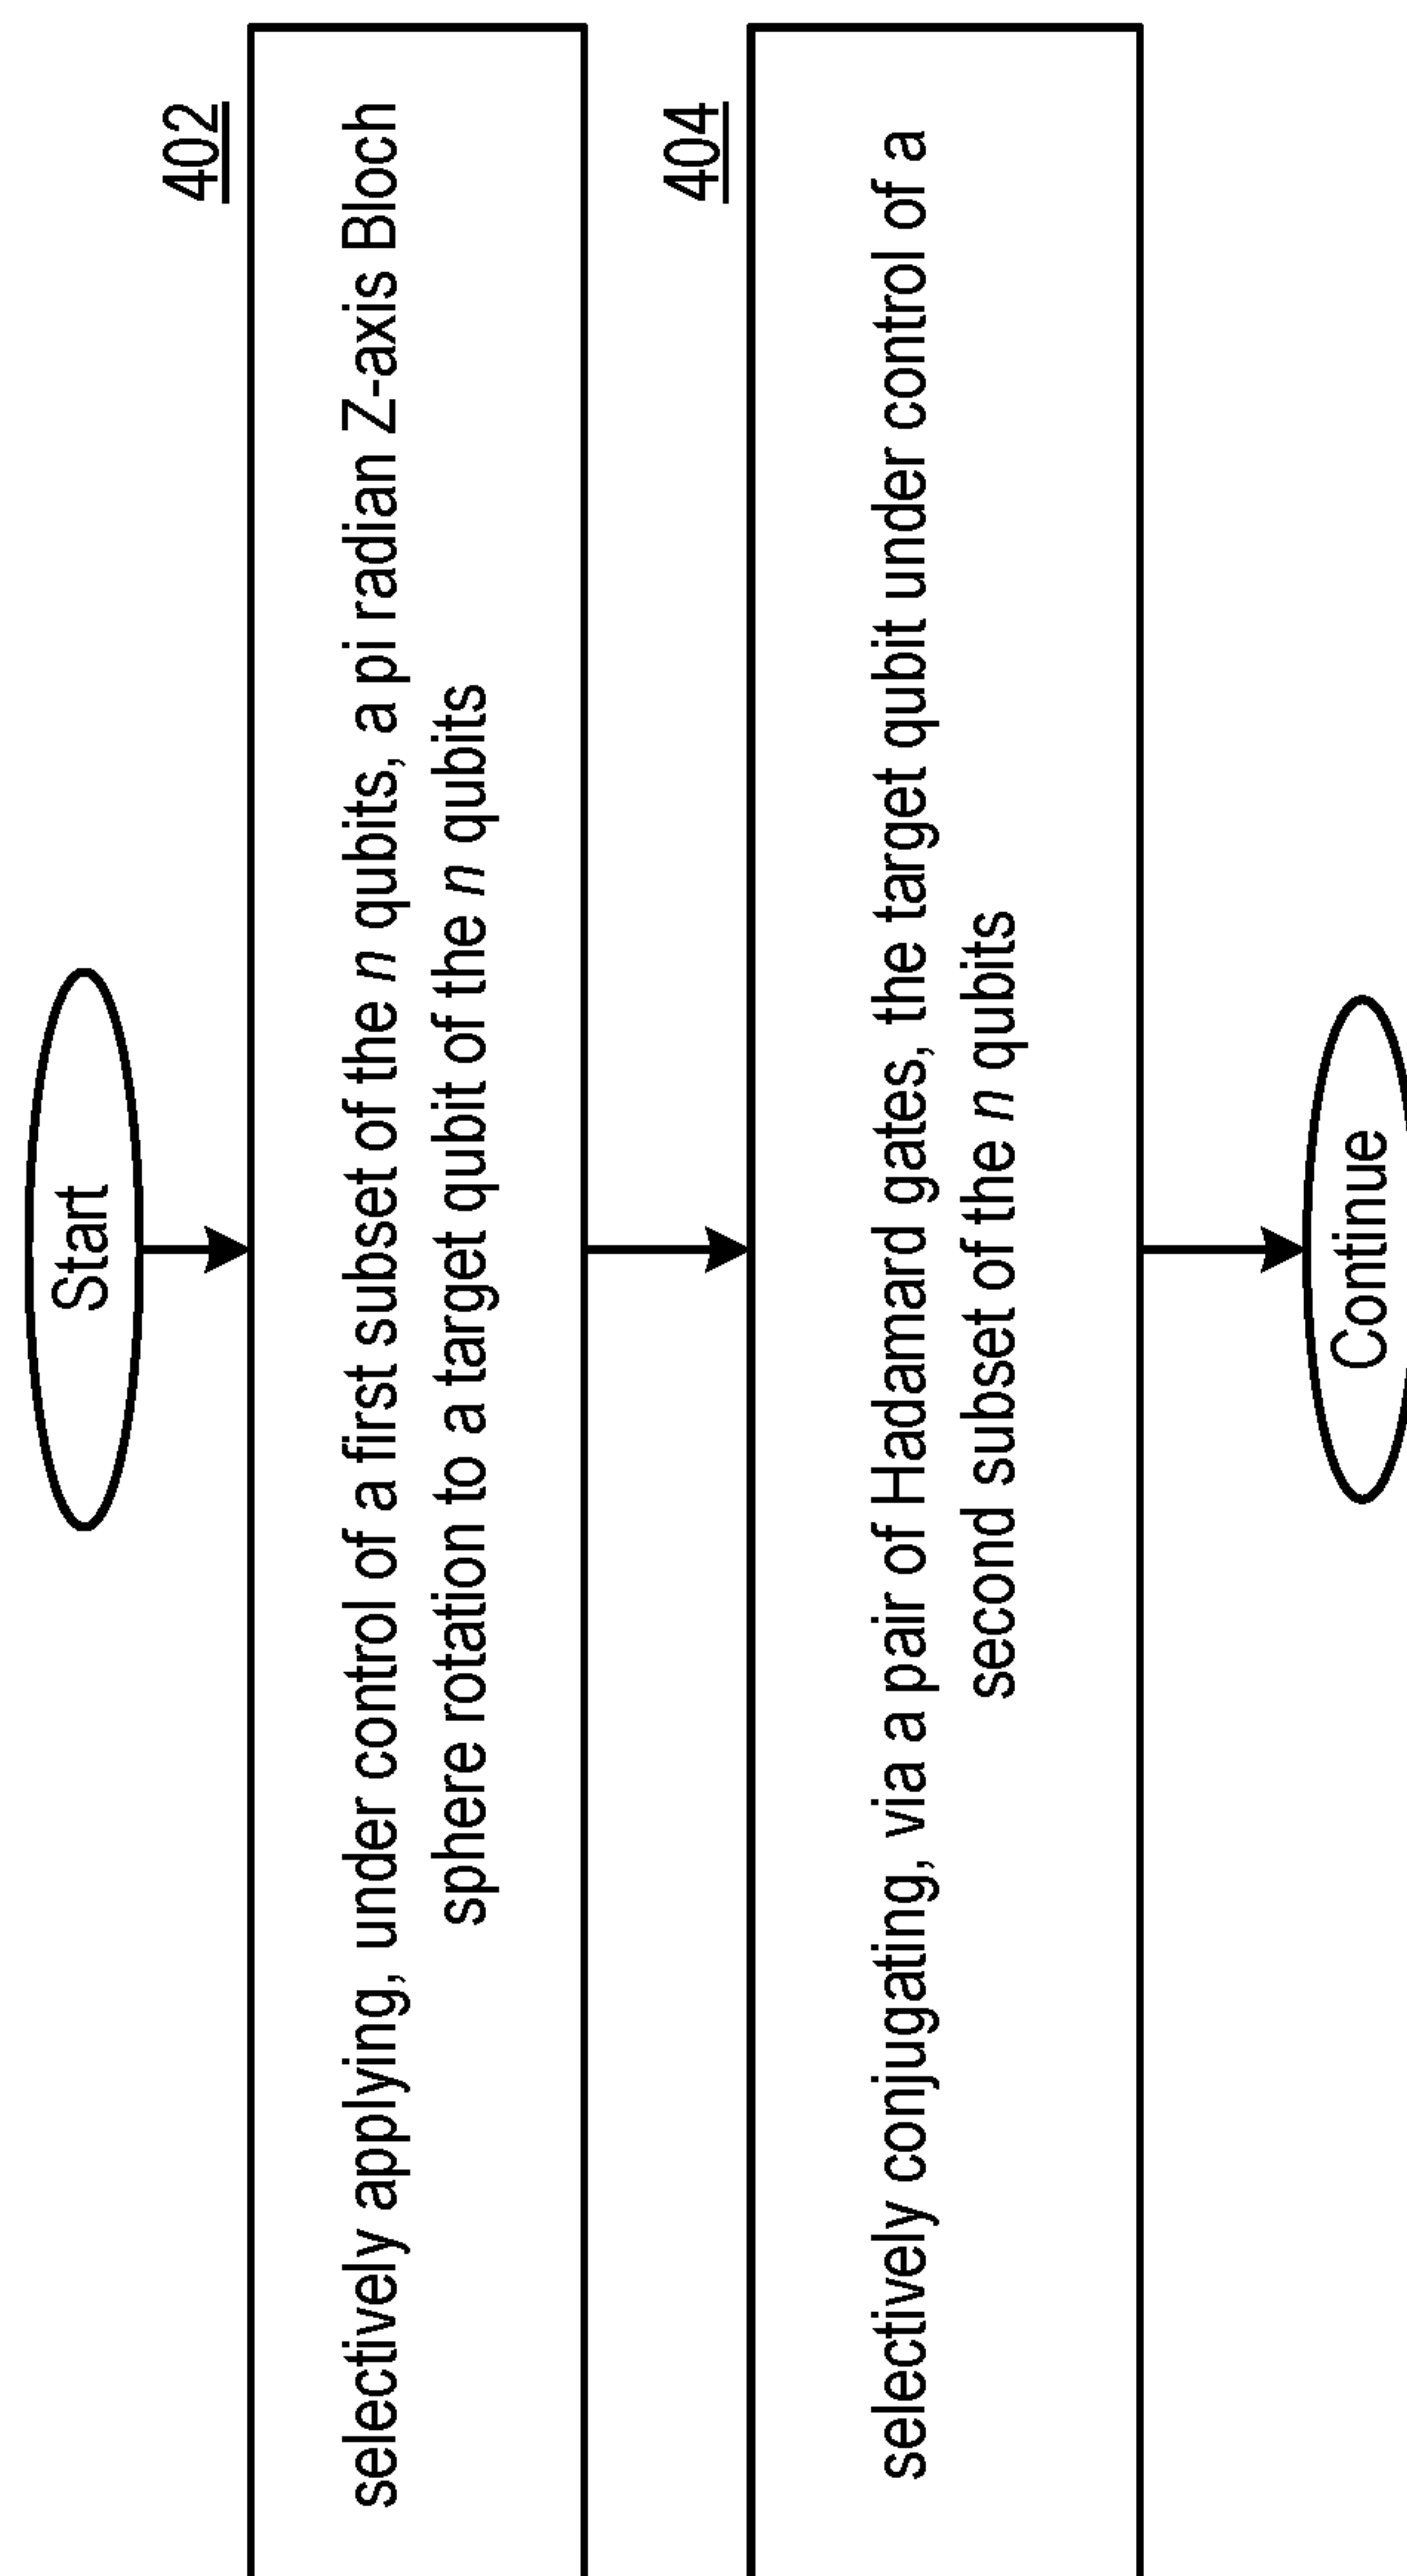 Start
402
selectively applying, under control of a first subset of the n qubits, a pi radian Z-axis Bloch
sphere rotation to a target qubit of the n qubits
404
selectively conjugating, via a pair of Hadamard gates, the target qubit under control of a
second subset of the n qubits
Continue